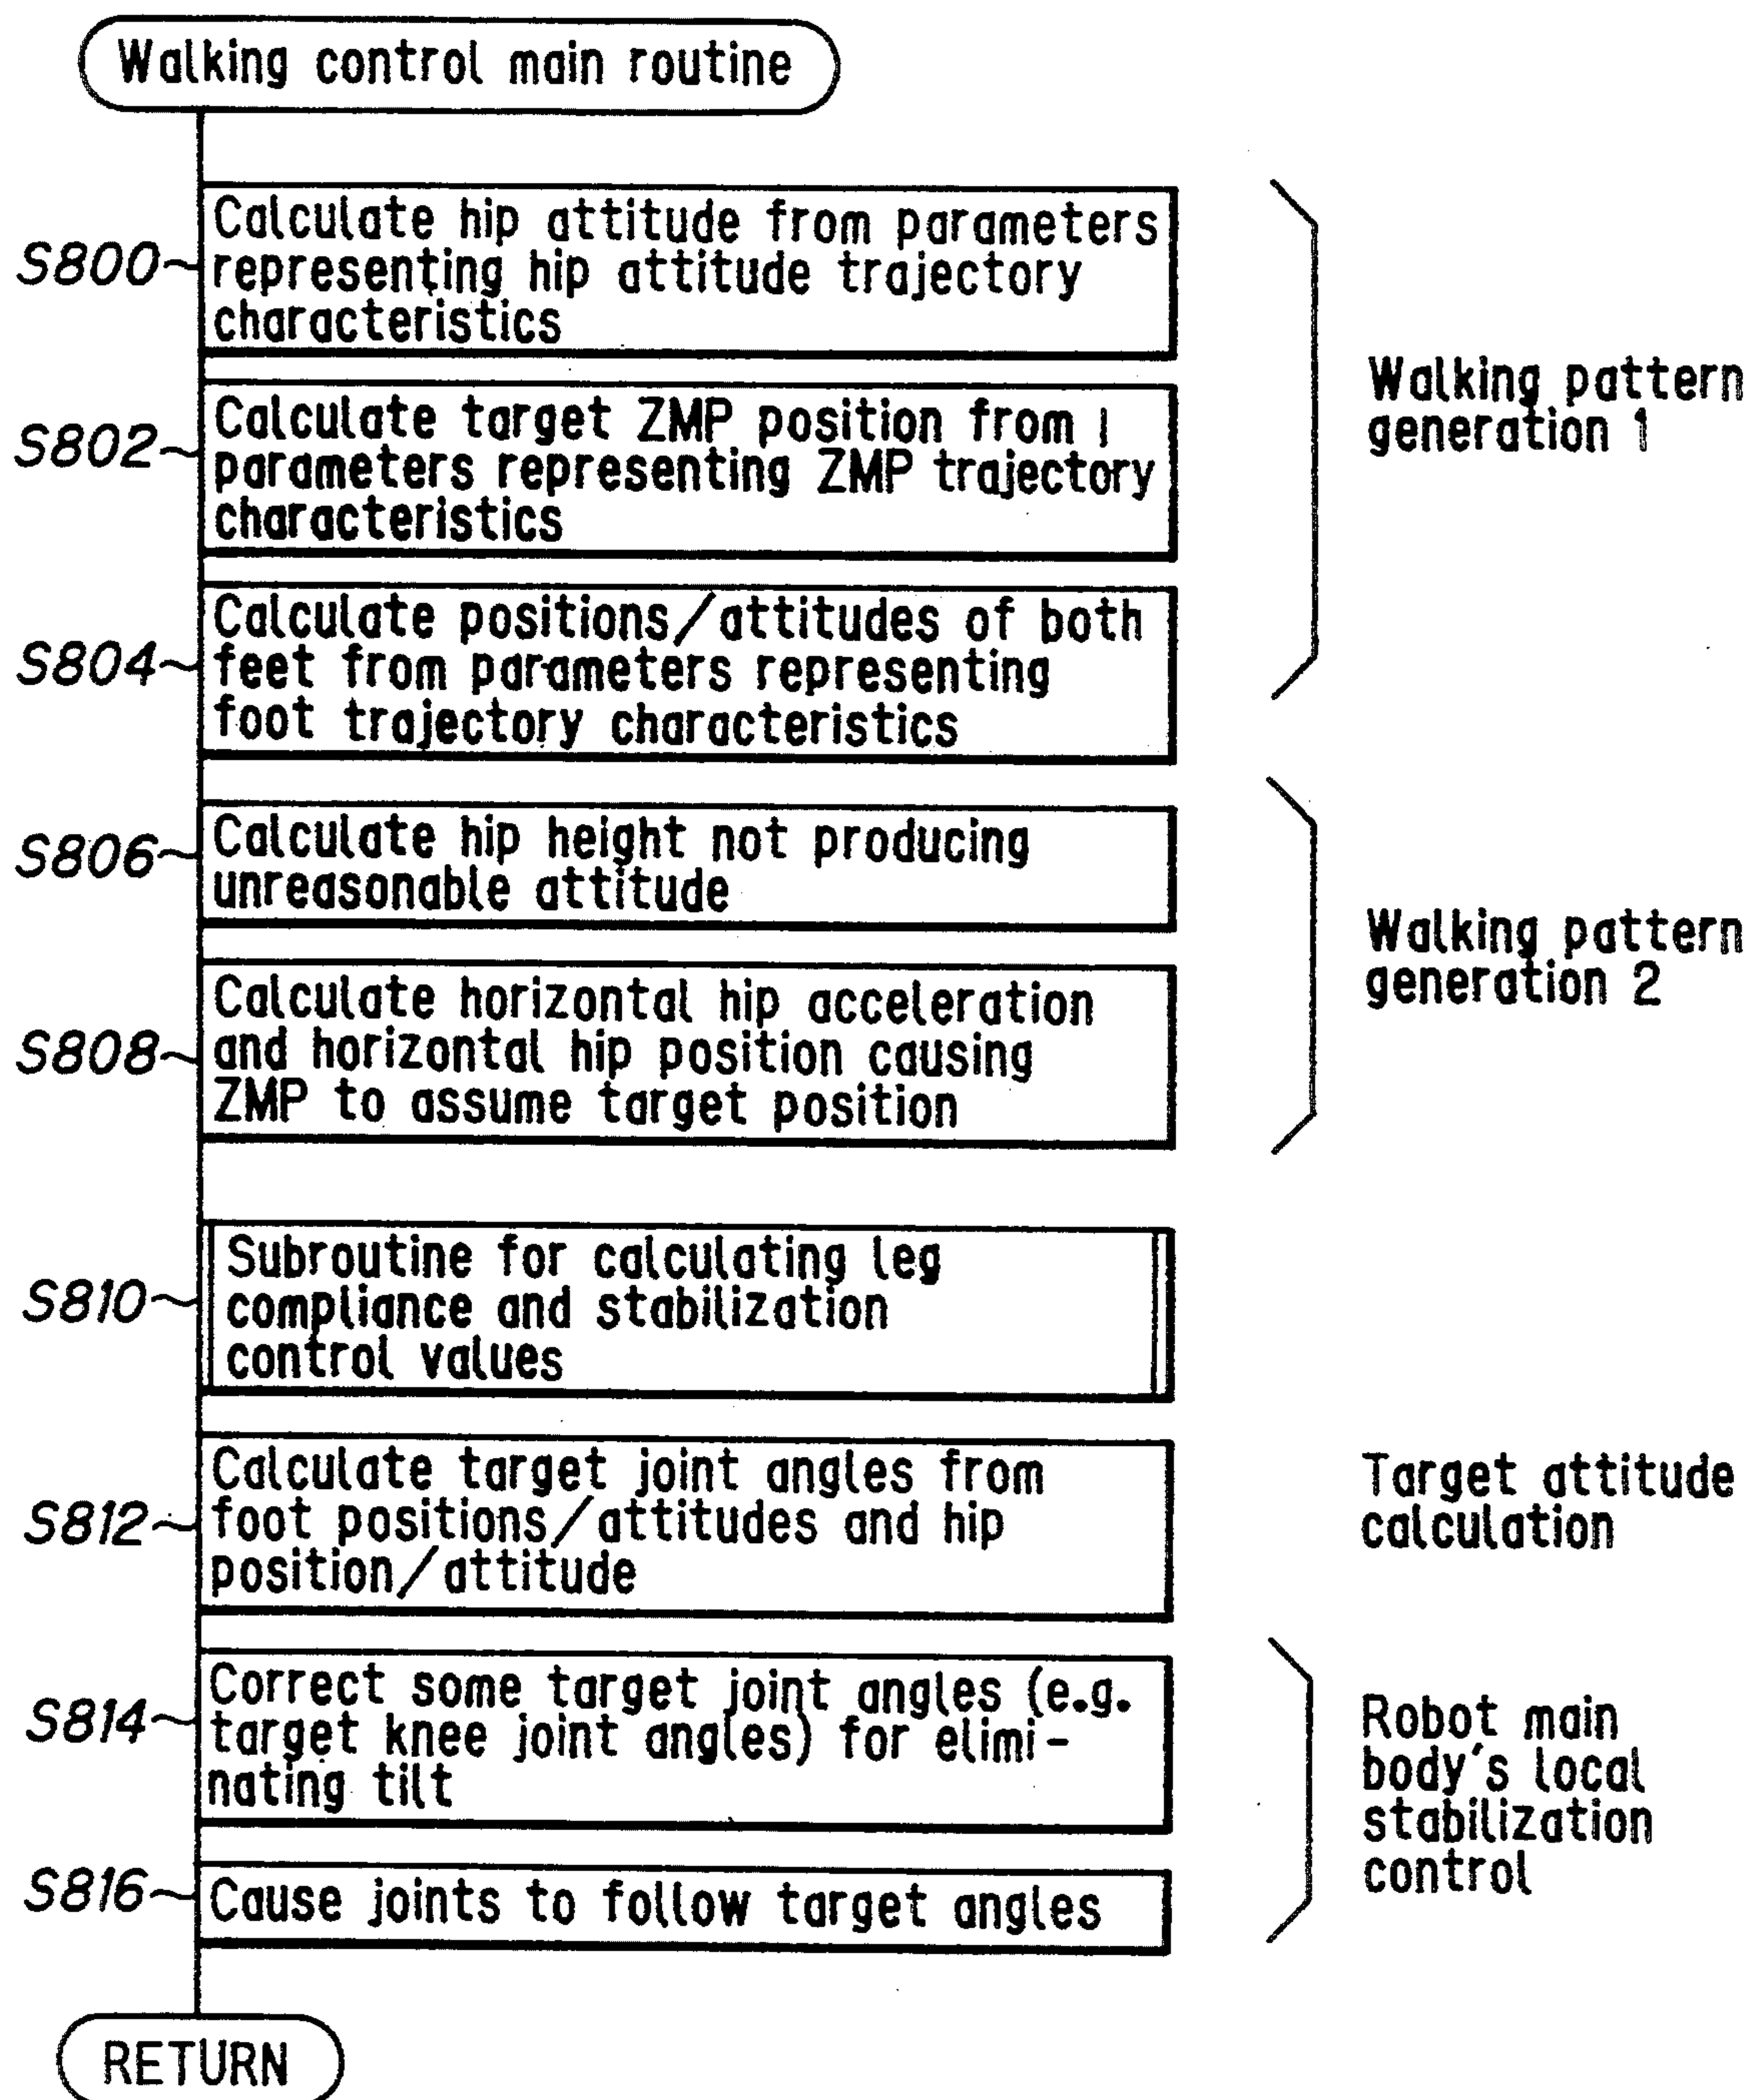 Walking control main routine
S800
Calculate hip attitude from parameters
representing hip attitude trajectory
characteristics
S802
Calculate target ZMP position from
parameters representing ZMP trajectory
characteristics
S804
Calculate positions/attitudes of both
feet from parameters representing
foot trajectory characteristics
Walking pattern
generation 1
S806
Calculate hip height not producing
unreasonable attitude
S808
Calculate horizontal hip acceleration
and horizontal hip position causing
ZMP to assume target position
Walking pattern
generation 2
S810
Subroutine for calculating leg
compliance and stabilization
control values
S812
Calculate target joint angles from
foot positions/attitudes and hip
position/attitude
Target attitude
calculation
S814
Correct some target joint angles (e.g.
target knee joint angles) for elimi-
nating tilt
S816
Cause joints to follow target angles
Robot main
body's local
stabilization
control
RETURN